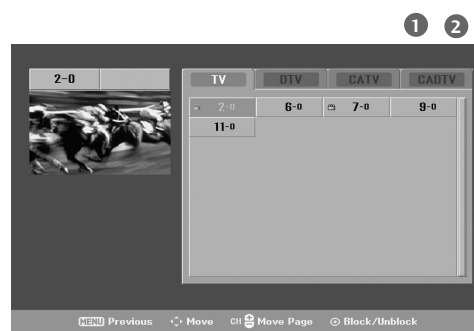 1 2
2-0
TV DTV CATV CADTV
2-0 6-0 7-0 9-0
11-0
MENU Previous Move CH Move Page Block/Unblock